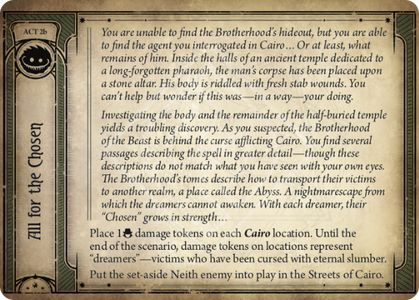 ACT 2b
All for the Chosen
You are unable to find the Brotherhood's hideout, but you are able
to find the agent you interrogated in Cairo… Or at least, what
remains of him. Inside the halls of an ancient temple dedicated to
a long-forgotten pharaoh, the man's corpse has been placed upon
a stone altar. His body is riddled with fresh stab wounds. You
can't help but wonder if this was—in a way—your doing.
Investigating the body and the remainder of the half-buried temple
yields a troubling discovery. As you suspected, the Brotherhood
of the Beast is behind the curse afflicting Cairo. You find several
passages describing the spell in greater detail—though these
descriptions do not match what you have seen with your own eyes.
The Brotherhood's tomes describe how to transport their victims
to another realm, a place called the Abyss. A nightmarescape from
which the dreamers cannot awaken. With each dreamer, their
"Chosen" grows in strength…
Place 1 damage tokens on each Cairo location. Until the
end of the scenario, damage tokens on locations represent
"dreamers"—victims who have been cursed with eternal slumber.
Put the set-aside Neith enemy into play in the Streets of Cairo.